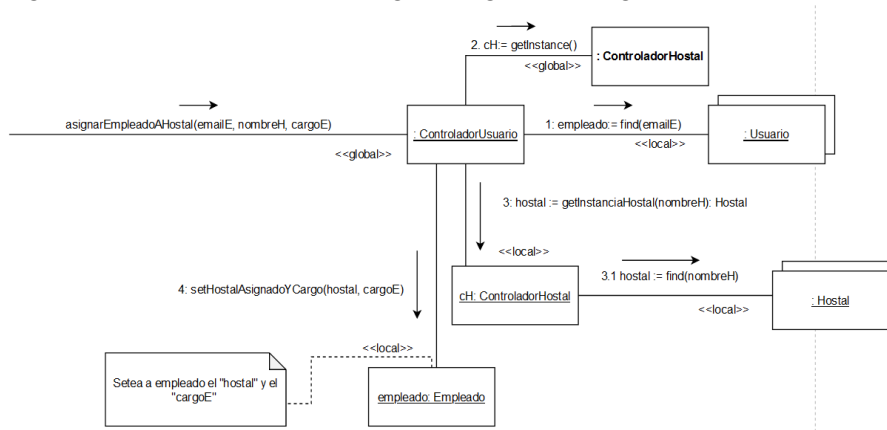 2. cH:= getInstance()
<<global>>
: ControladorHostal
asignarEmpleadoAHostal(emailE, nombreH, cargoE)
<<global>>
: ControladorUsuario
1: empleado:= find(emailE)
<<local>>
: Usuario
3: hostal := getInstanciaHostal(nombreH): Hostal
<<local>>
cH: ControladorHostal
3.1 hostal := find(nombreH)
<<local>>
: Hostal
4: setHostalAsignadoYCargo(hostal, cargoE)
<<local>>
Setea a empleado el "hostal" y el
"cargoE"
empleado: Empleado